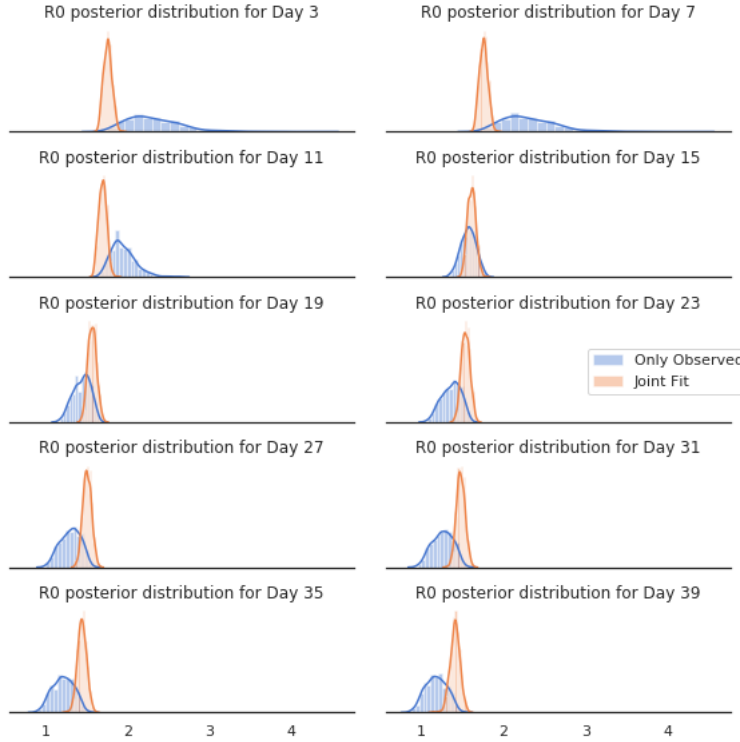 R0 posterior distribution for Day 3
R0 posterior distribution for Day 7
R0 posterior distribution for Day 11
R0 posterior distribution for Day 15
R0 posterior distribution for Day 19
R0 posterior distribution for Day 23
Only Observed
Joint Fit
R0 posterior distribution for Day 27
R0 posterior distribution for Day 31
R0 posterior distribution for Day 35
R0 posterior distribution for Day 39
1 2 3 4
1 2 3 4